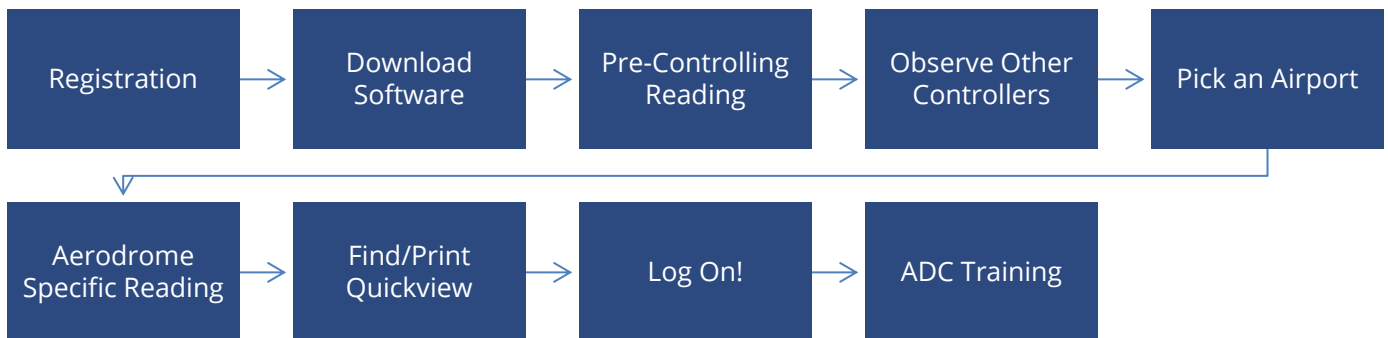 Registration
Download
Software
Pre-Controlling
Reading
Observe Other
Controllers
Pick an Airport
Aerodrome
Specific Reading
Find/Print
Quickview
Log On!
ADC Training